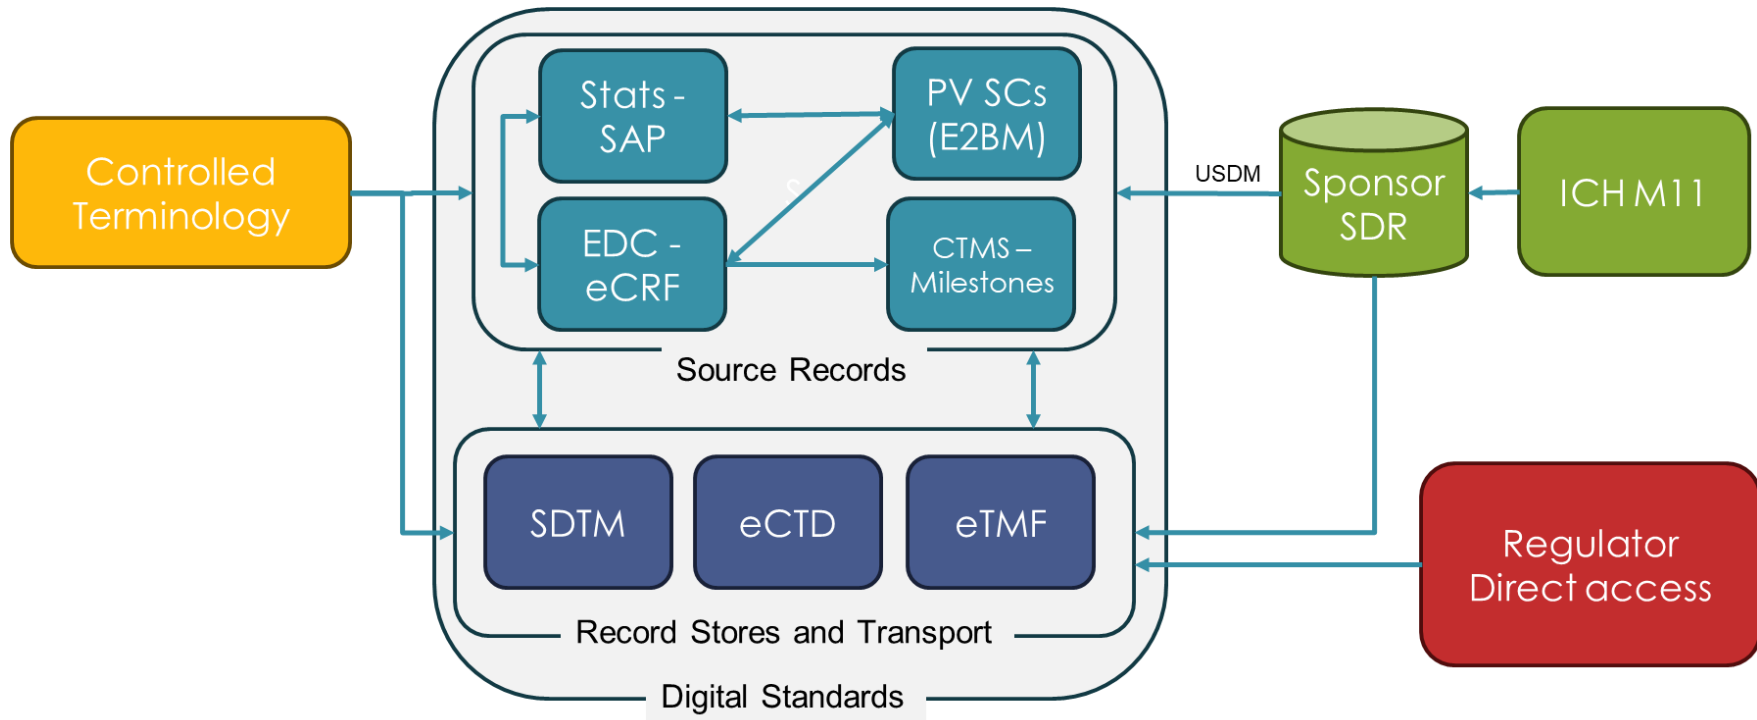 Controlled
Terminology
Stats -
SAP
PV SCs
(E2BM)
S
EDC -
eCRF
CTMS –
Milestones
Source Records
USDM
Sponsor
SDR
ICH M11
SDTM
eCTD
eTMF
Record Stores and Transport
Digital Standards
Regulator
Direct access